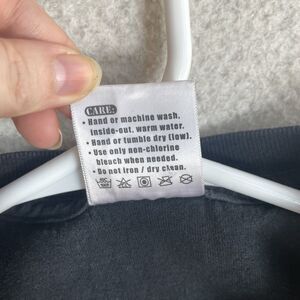 CARE:
• Hand or machine wash,
inside-out, warm water.
• Hand or tumble dry (low).
• Use only non-chlorine
bleach when needed.
• Do not iron / dry clean.